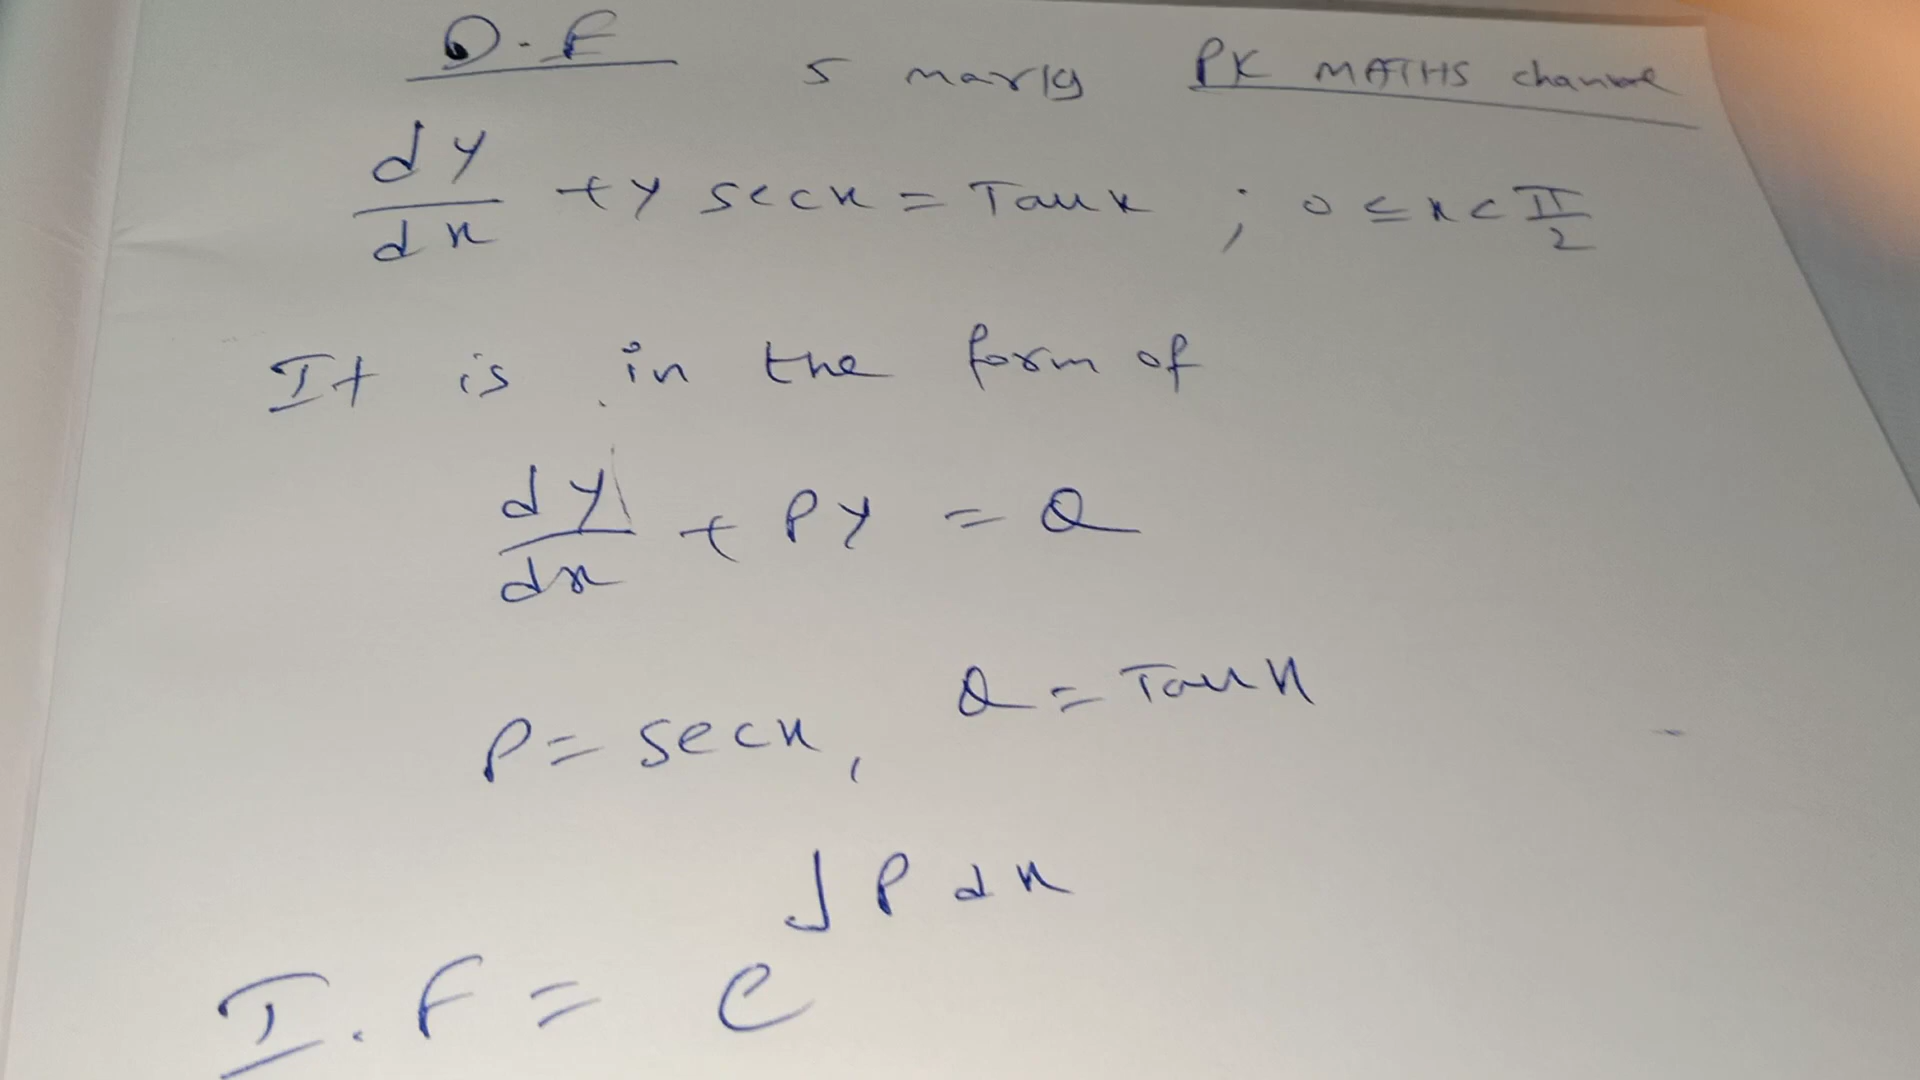 D.E 5 marks PK MATHS channel
dy/dx + y secx = Tanx ; 0 ≤ x < π/2
It is in the form of
dy/dx + Py = Q
P = secx, Q = Tanx
I.F = e^∫P dx